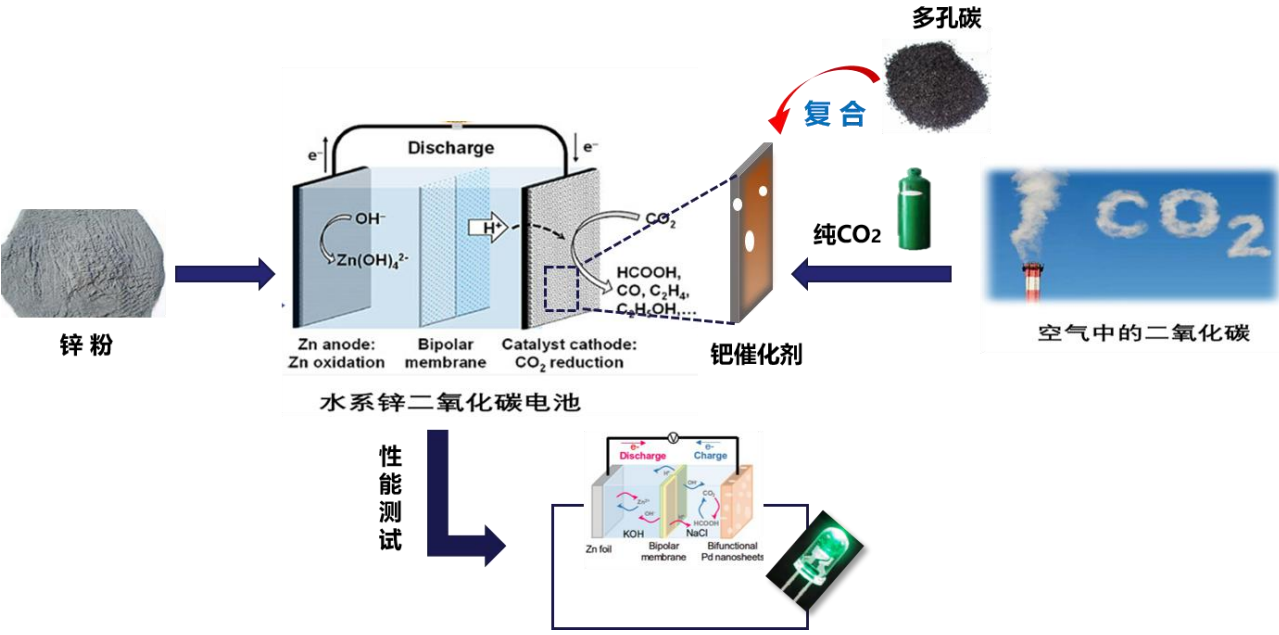 多孔碳
复合
Discharge
e⁻
e⁻
OH⁻
Zn(OH)₄²⁻
H⁺
CO₂
HCOOH,
CO, C₂H₄,
C₂H₅OH,...
Zn anode:
Zn oxidation
Bipolar
membrane
Catalyst cathode:
CO₂ reduction
水系锌二氧化碳电池
锌粉
钯催化剂
纯CO₂
CO₂
空气中的二氧化碳
性
能
测
试
V
e-
Discharge
e-
Charge
H⁺
Zn²⁺
OH⁻
OH⁻
H⁺
CO₂
HCOOH
KOH
NaCl
Zn foil
Bipolar
membrane
Bifunctional
Pd nanosheets